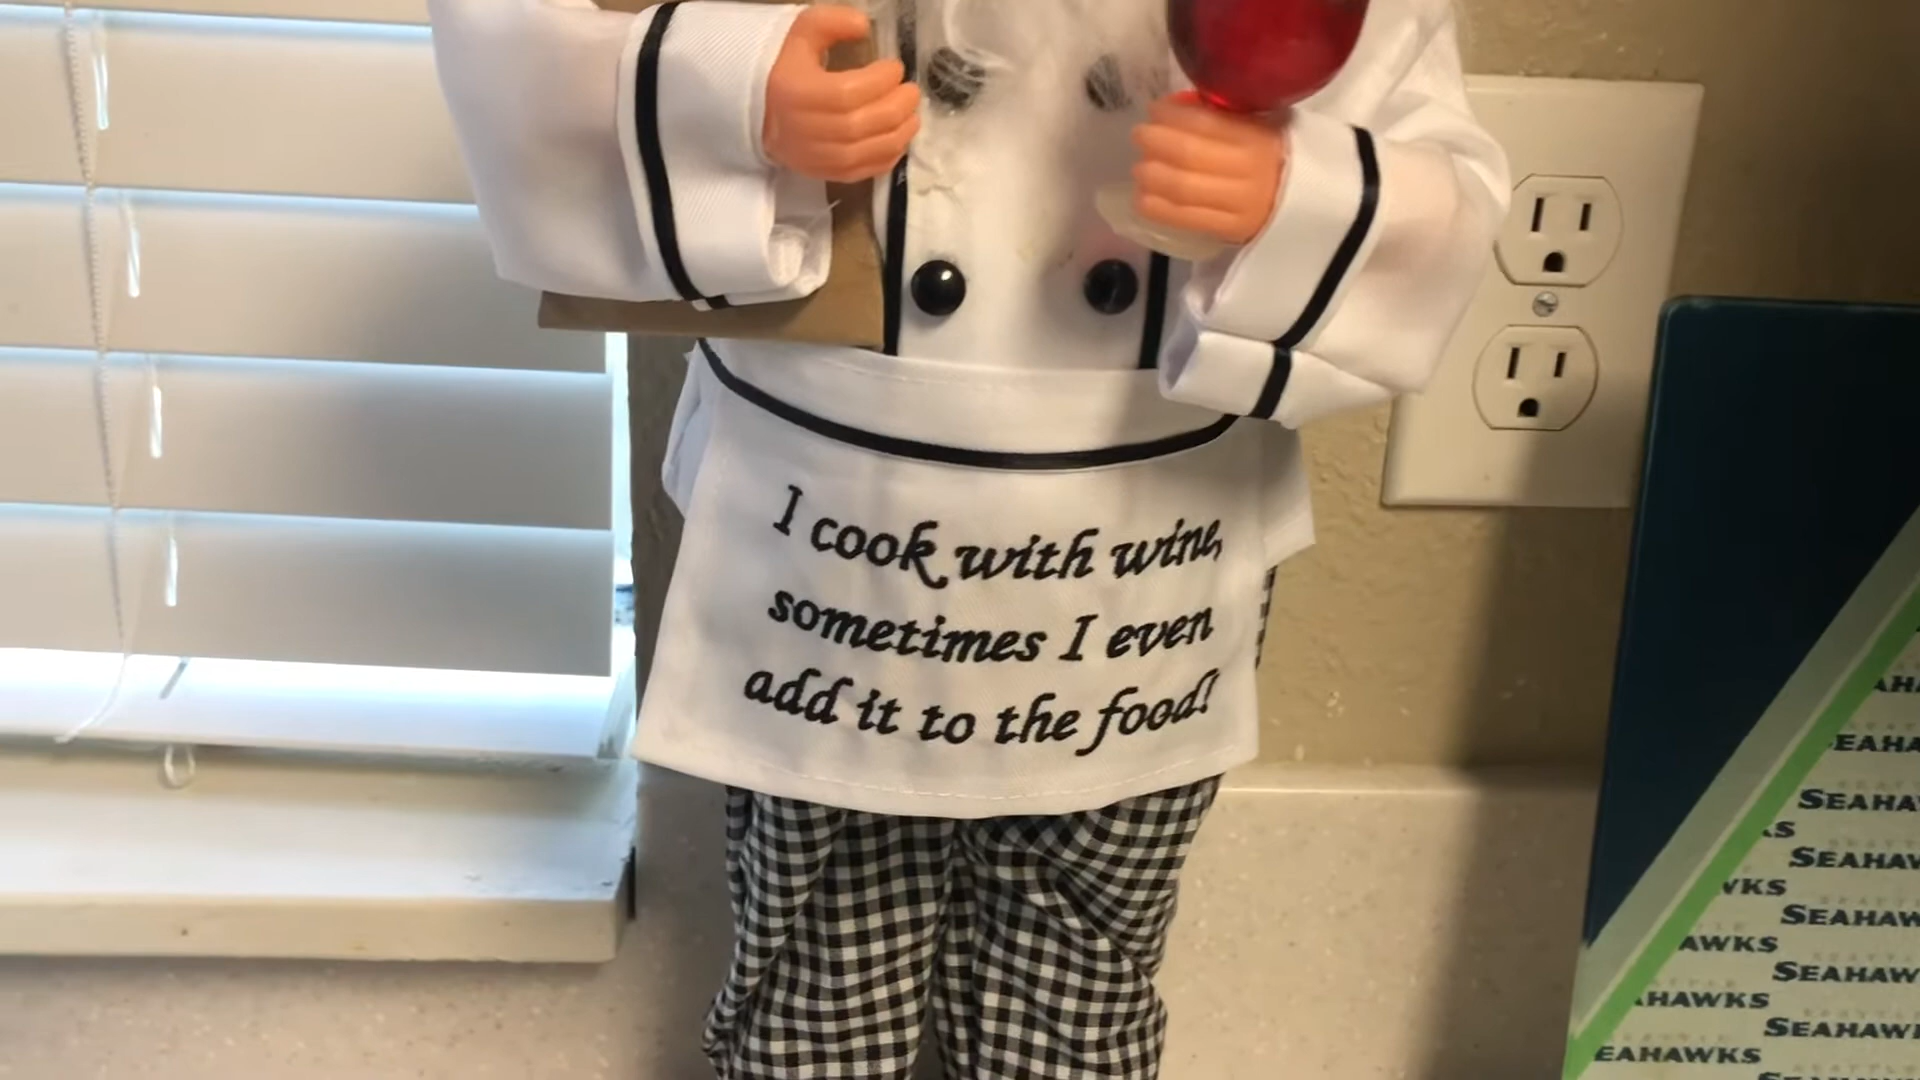 I cook with wine,
sometimes I even
add it to the food!
SEAHAWKS
SEAHAWKS
SEAHAWKS
SEAHAWKS
SEAHAWKS